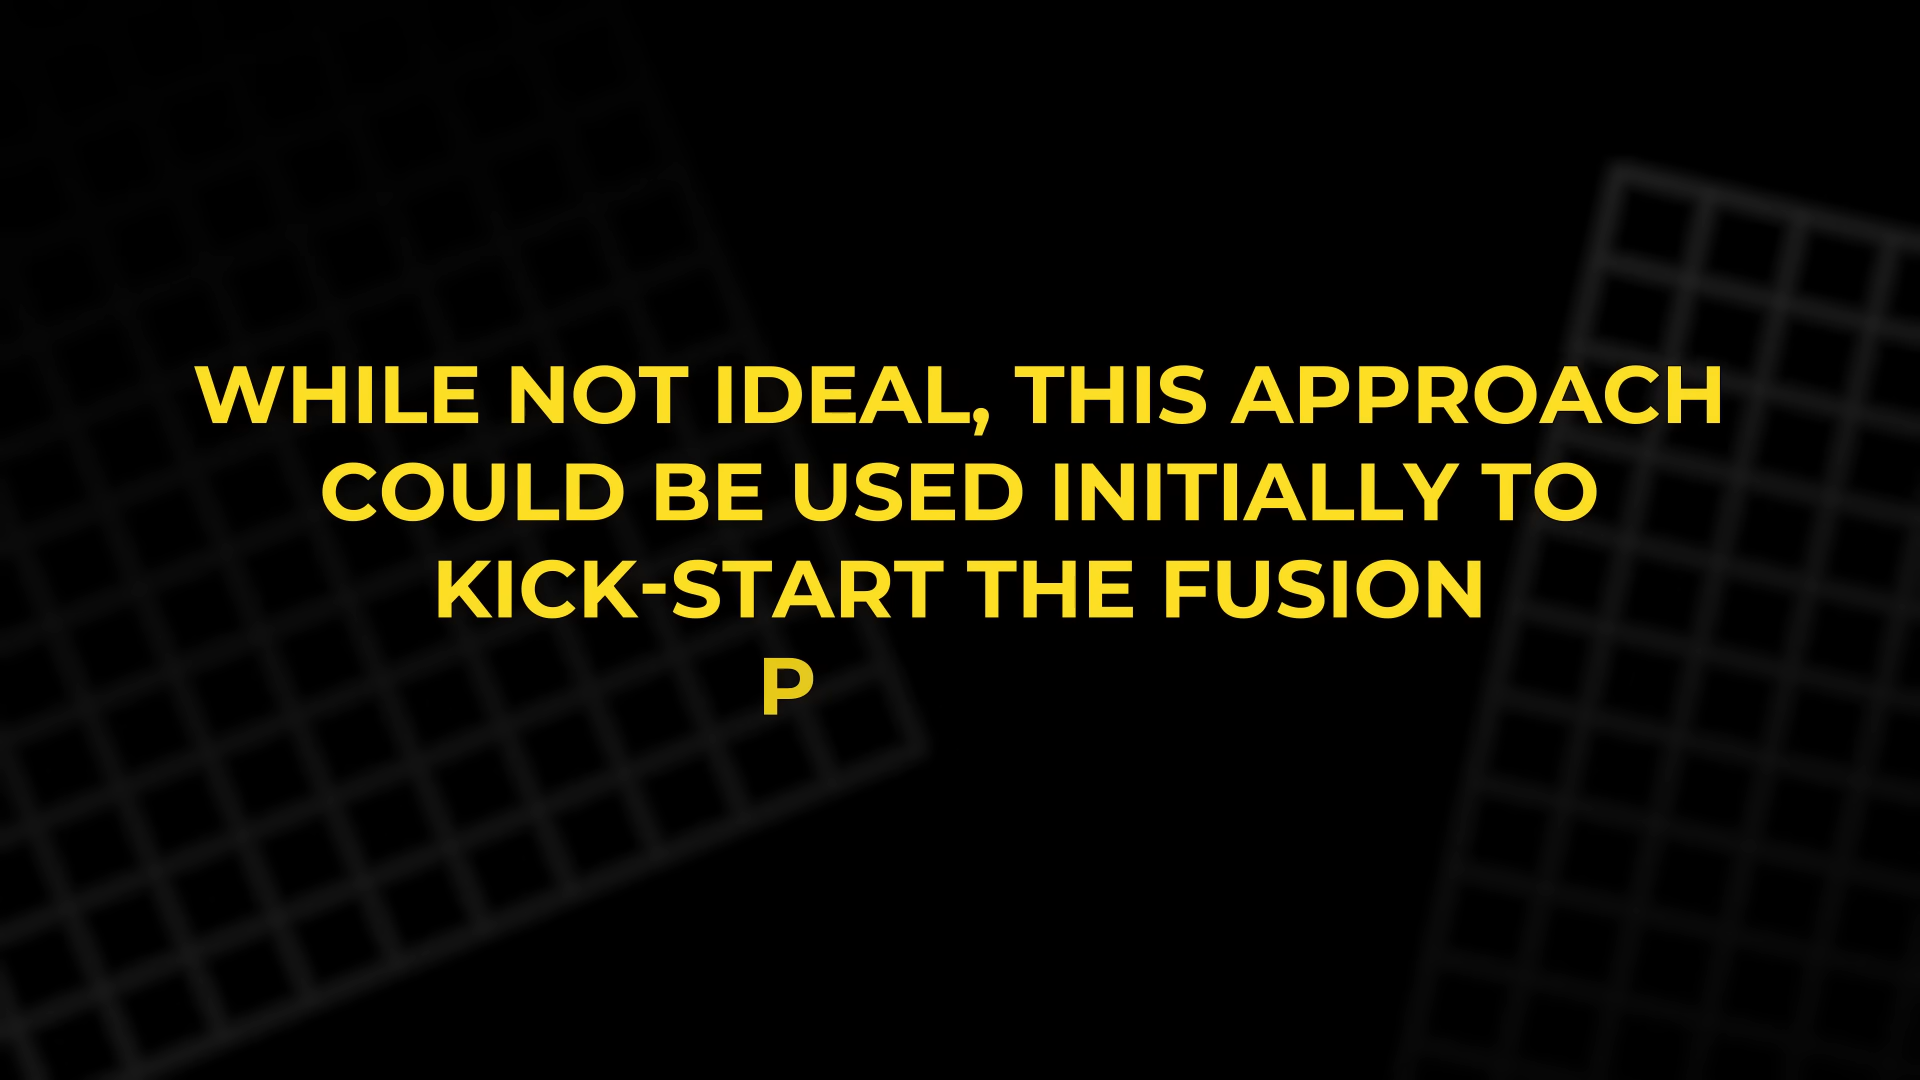 WHILE NOT IDEAL, THIS APPROACH
COULD BE USED INITIALLY TO
KICK-START THE FUSION
P